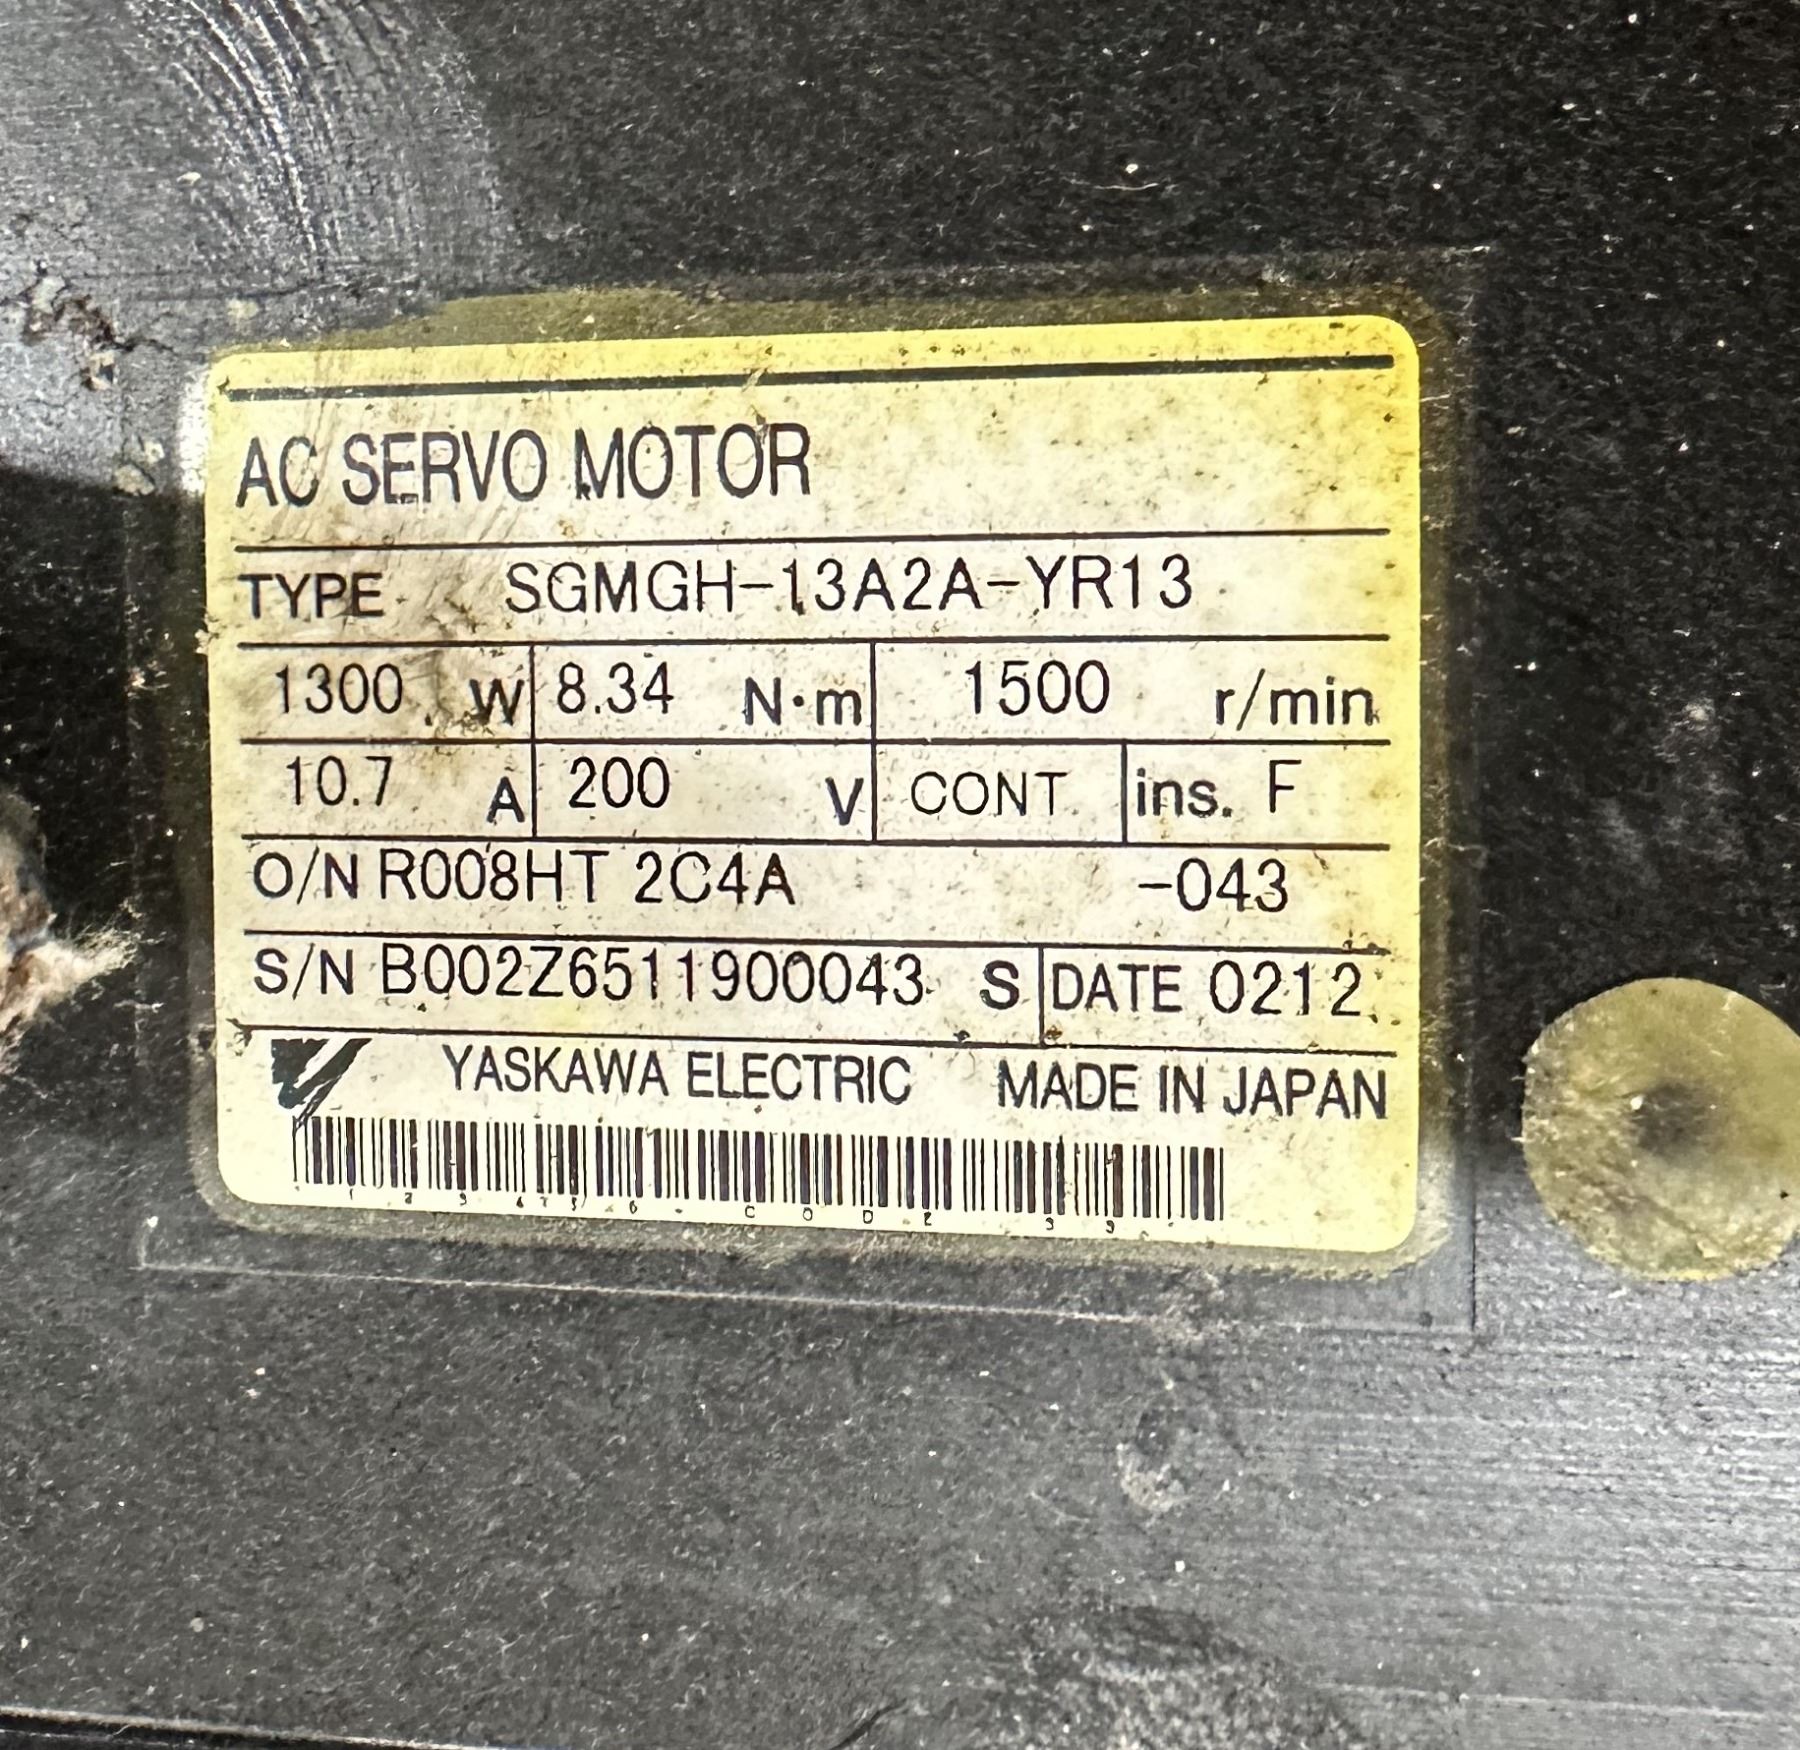 AC SERVO MOTOR
TYPE SGMGH-13A2A-YR13
1300 W 8.34 N·m 1500 r/min
10.7 A 200 V CONT ins. F
O/N R008HT 2C4A -043
S/N B002Z6511900043 S DATE 0212
YASKAWA ELECTRIC MADE IN JAPAN